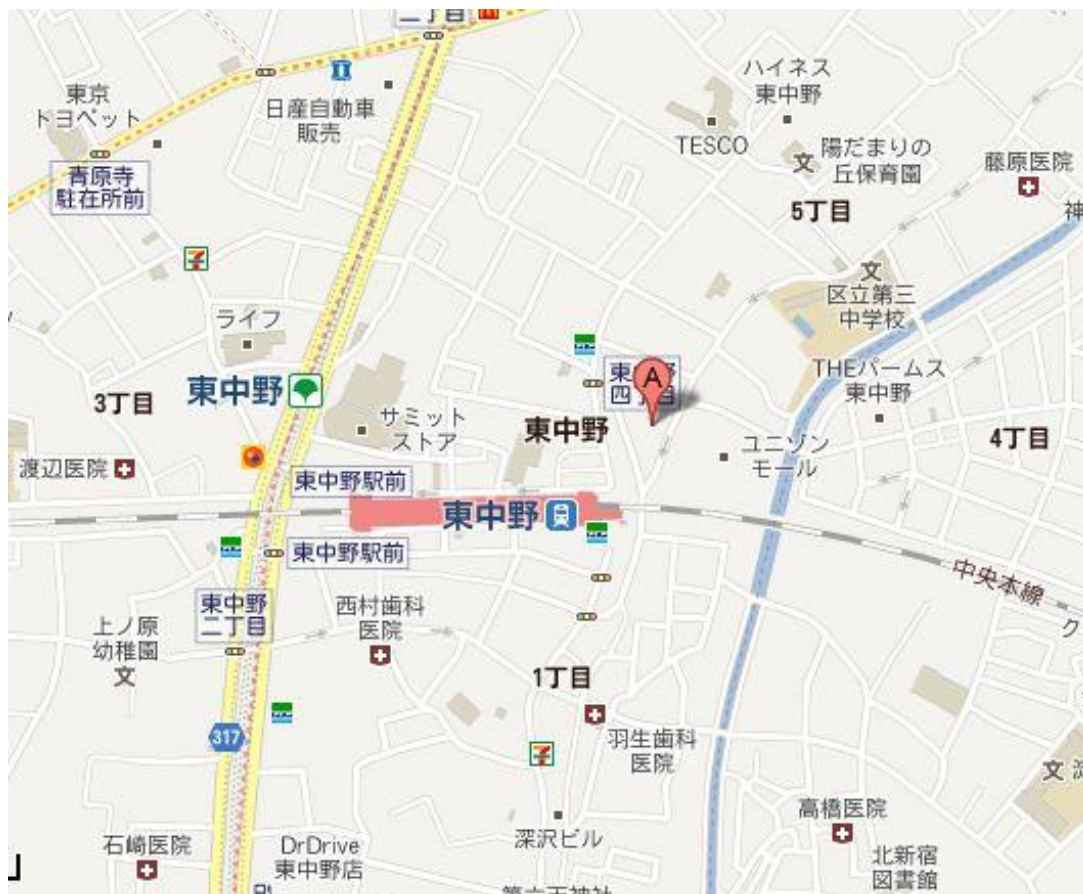 二丁目
ハイネス
東中野
東京
トヨペット
日産自動車
販売
TESCO
陽だまりの
丘保育園
藤原医院
青原寺
駐在所前
5丁目
神
区立第三
中学校
ライフ
THEパームス
東中野
東中野
3丁目
サミット
ストア
東中野
四丁目
A
東中野
ユニゾン
モール
4丁目
渡辺医院
東中野駅前
東中野
東中野駅前
中央本線
東中野
二丁目
西村歯科
医院
上ノ原
幼稚園
ク
1丁目
317
羽生歯科
医院
文
高橋医院
石崎医院
DrDrive
東中野店
深沢ビル
北新宿
図書館